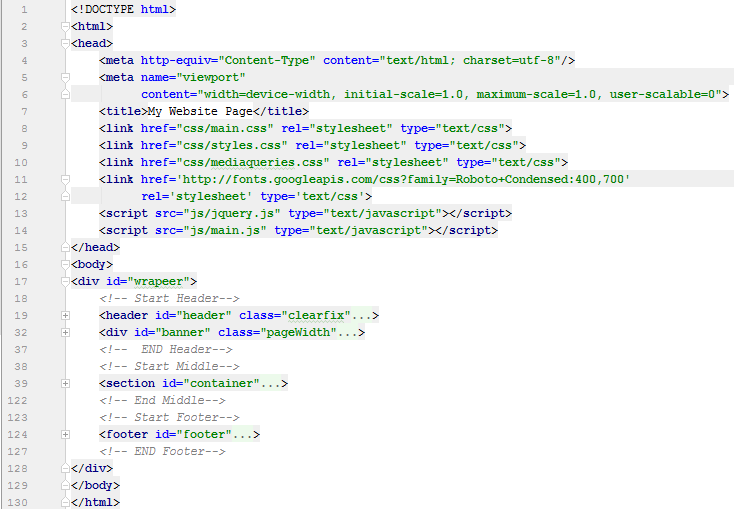 1 <!DOCTYPE html>
2 <html>
3 <head>
4 <meta http-equiv="Content-Type" content="text/html; charset=utf-8"/>
5 <meta name="viewport"
6 content="width=device-width, initial-scale=1.0, maximum-scale=1.0, user-scalable=0">
7 <title>My Website Page</title>
8 <link href="css/main.css" rel="stylesheet" type="text/css">
9 <link href="css/styles.css" rel="stylesheet" type="text/css">
10 <link href="css/mediaqueries.css" rel="stylesheet" type="text/css">
11 <link href='http://fonts.googleapis.com/css?family=Roboto+Condensed:400,700'
12 rel='stylesheet' type='text/css'>
13 <script src="js/jquery.js" type="text/javascript"></script>
14 <script src="js/main.js" type="text/javascript"></script>
15 </head>
16 <body>
17 <div id="wrapeer">
18 <!-- Start Header-->
19 <header id="header" class="clearfix"...>
32 <div id="banner" class="pageWidth"...>
37 <!--  END Header-->
38 <!-- Start Middle-->
39 <section id="container"...>
122 <!-- End Middle-->
123 <!-- Start Footer-->
124 <footer id="footer"...>
127 <!-- END Footer-->
128 </div>
129 </body>
130 </html>